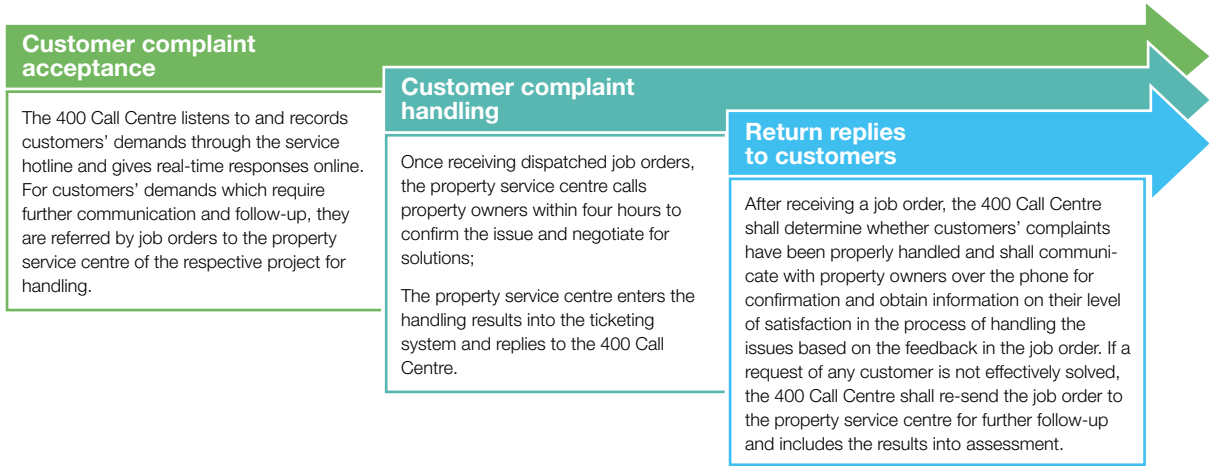 Customer complaint
acceptance
The 400 Call Centre listens to and records
customers’ demands through the service
hotline and gives real-time responses online.
For customers’ demands which require
further communication and follow-up, they
are referred by job orders to the property
service centre of the respective project for
handling.
Customer complaint
handling
Once receiving dispatched job orders,
the property service centre calls
property owners within four hours to
confirm the issue and negotiate for
solutions;
The property service centre enters the
handling results into the ticketing
system and replies to the 400 Call
Centre.
Return replies
to customers
After receiving a job order, the 400 Call Centre
shall determine whether customers’ complaints
have been properly handled and shall communi-
cate with property owners over the phone for
confirmation and obtain information on their level
of satisfaction in the process of handling the
issues based on the feedback in the job order. If a
request of any customer is not effectively solved,
the 400 Call Centre shall re-send the job order to
the property service centre for further follow-up
and includes the results into assessment.